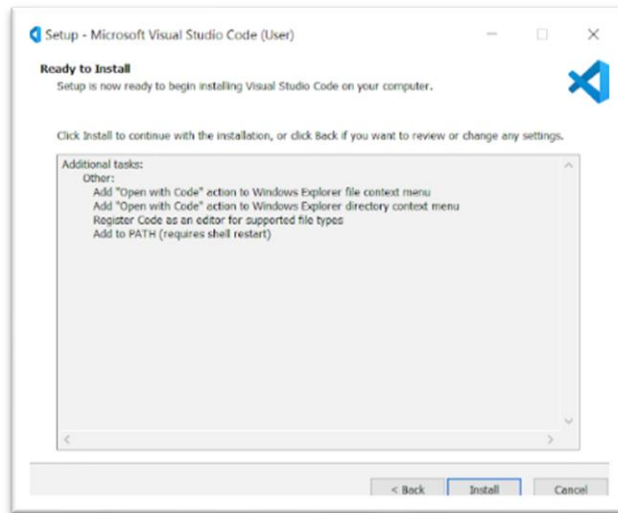 Setup - Microsoft Visual Studio Code (User)
Ready to Install
Setup is now ready to begin installing Visual Studio Code on your computer.
Click Install to continue with the installation, or click Back if you want to review or change any settings.
Additional tasks:
Other:
Add "Open with Code" action to Windows Explorer file context menu
Add "Open with Code" action to Windows Explorer directory context menu
Register Code as an editor for supported file types
Add to PATH (requires shell restart)
< Back Install Cancel